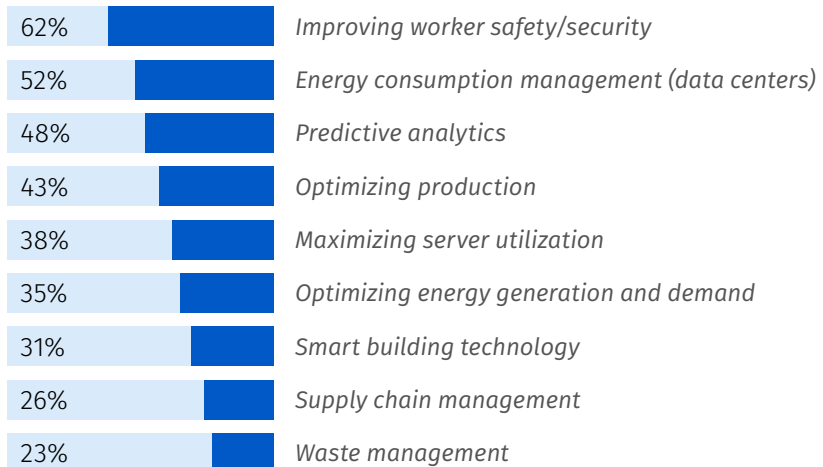 62% Improving worker safety/security
52% Energy consumption management (data centers)
48% Predictive analytics
43% Optimizing production
38% Maximizing server utilization
35% Optimizing energy generation and demand
31% Smart building technology
26% Supply chain management
23% Waste management